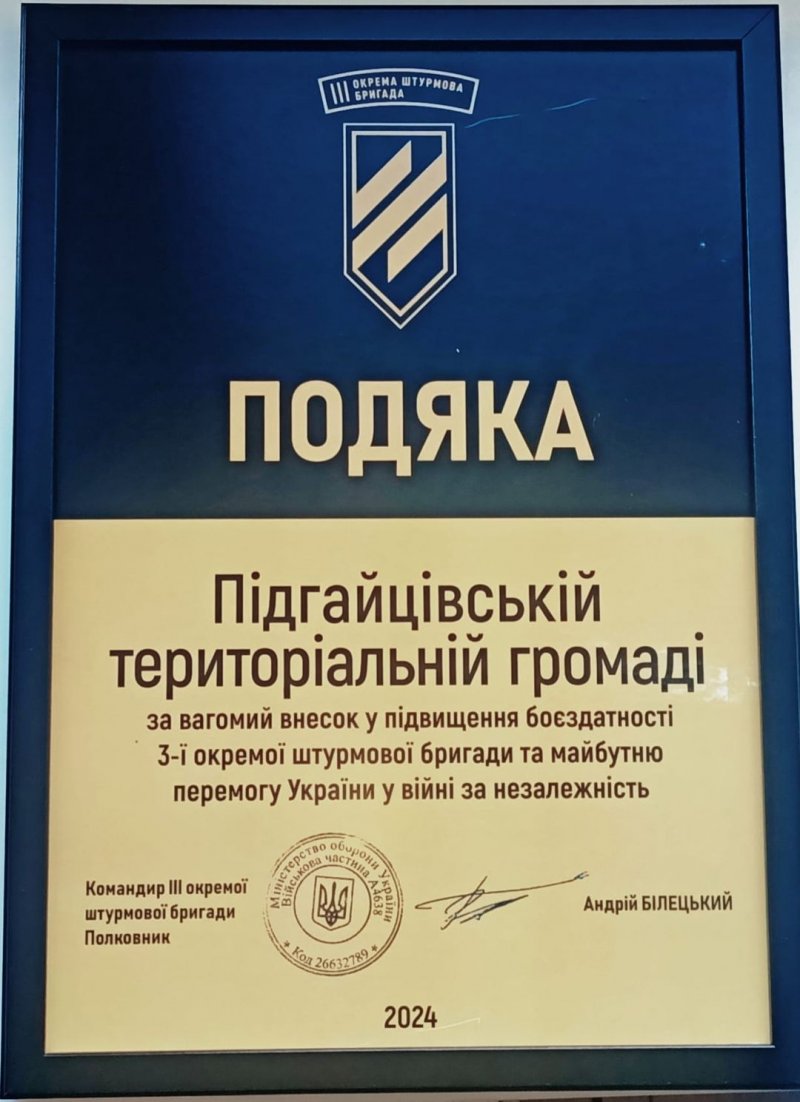 III ОКРЕМА ШТУРМОВА
БРИГАДА
ПОДЯКА
Підгайцівській
територіальній громаді
за вагомий внесок у підвищення боєздатності
3-ї окремої штурмової бригади та майбутню
перемогу України у війні за незалежність
Командир III окремої
штурмової бригади
Полковник
Міністерство оборони України
Військова частина А4638
* Код 26632789 *
Андрій БІЛЕЦЬКИЙ
2024